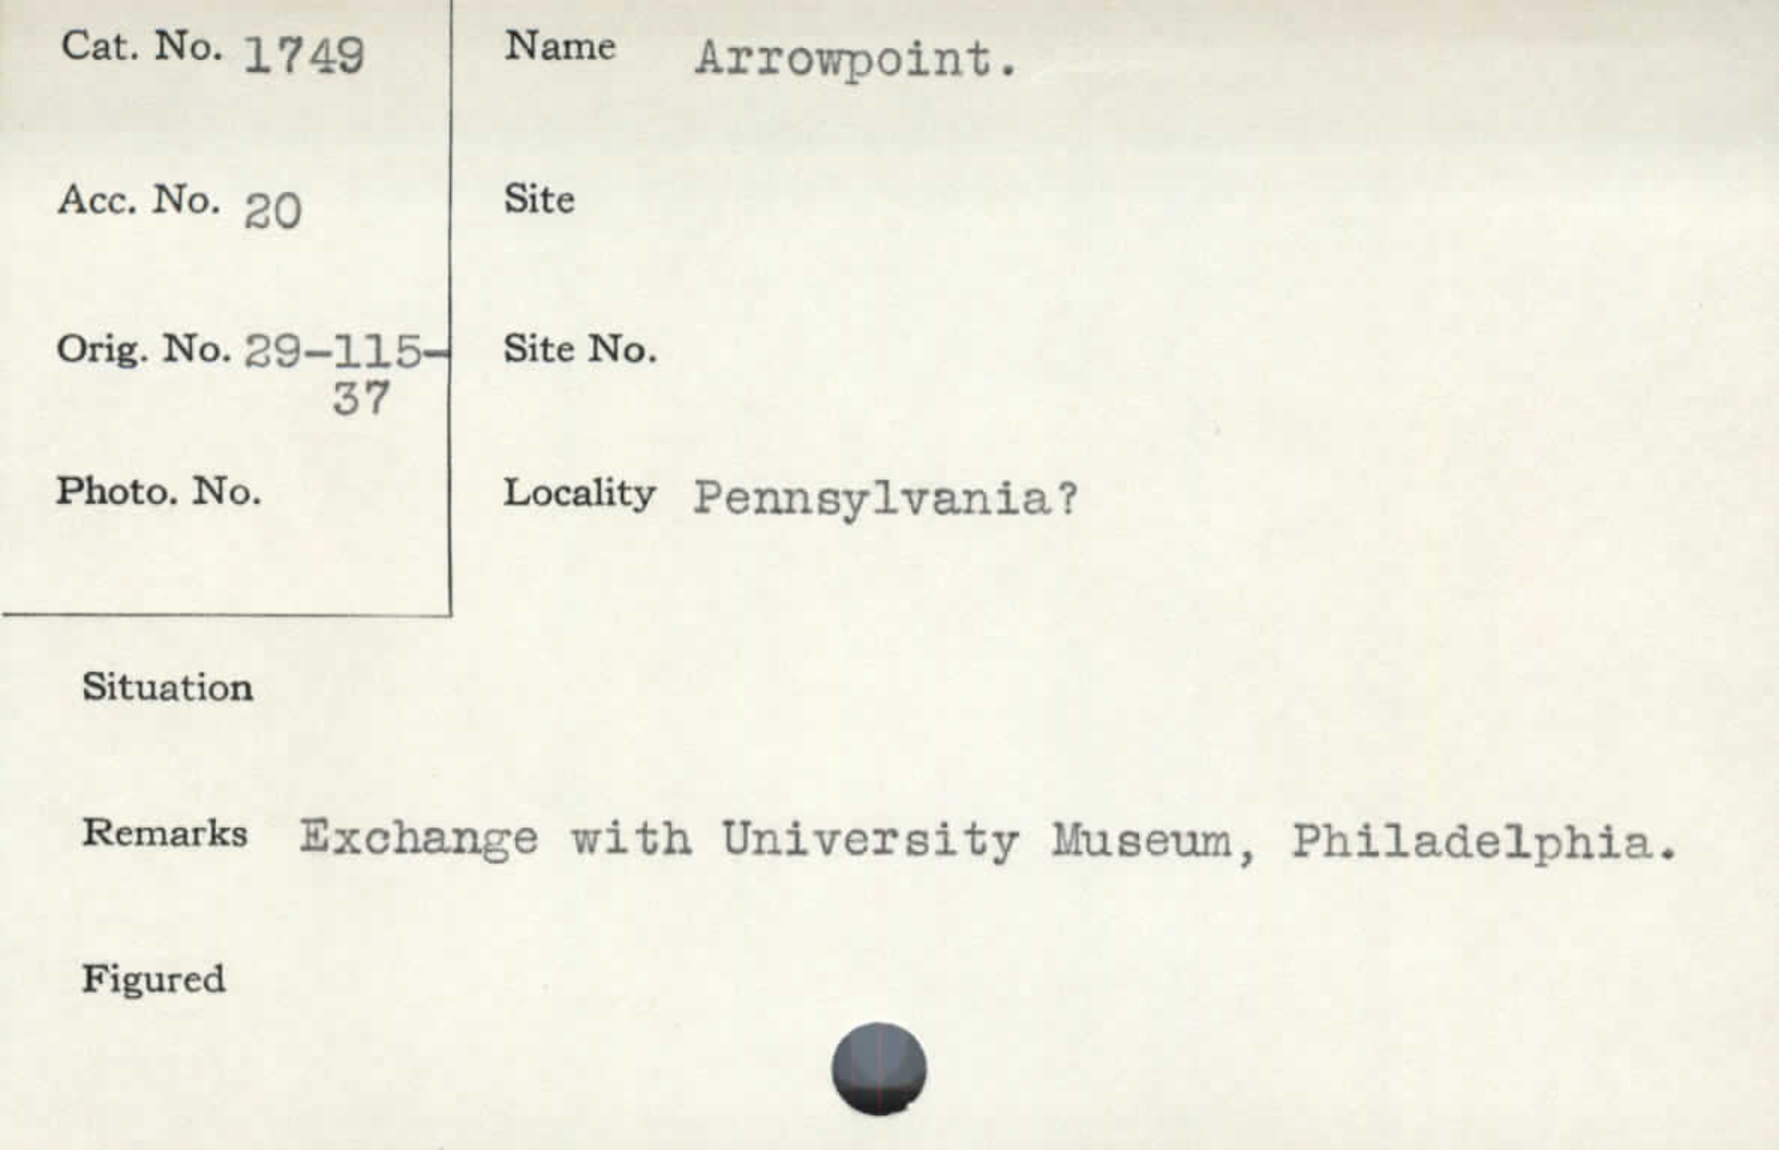 Cat. No. 1749
Name Arrowpoint.
Acc. No. 20
Site
Orig. No. 29-115-
37
Site No.
Photo. No.
Locality Pennsylvania?
Situation
Remarks Exchange with University Museum, Philadelphia.
Figured